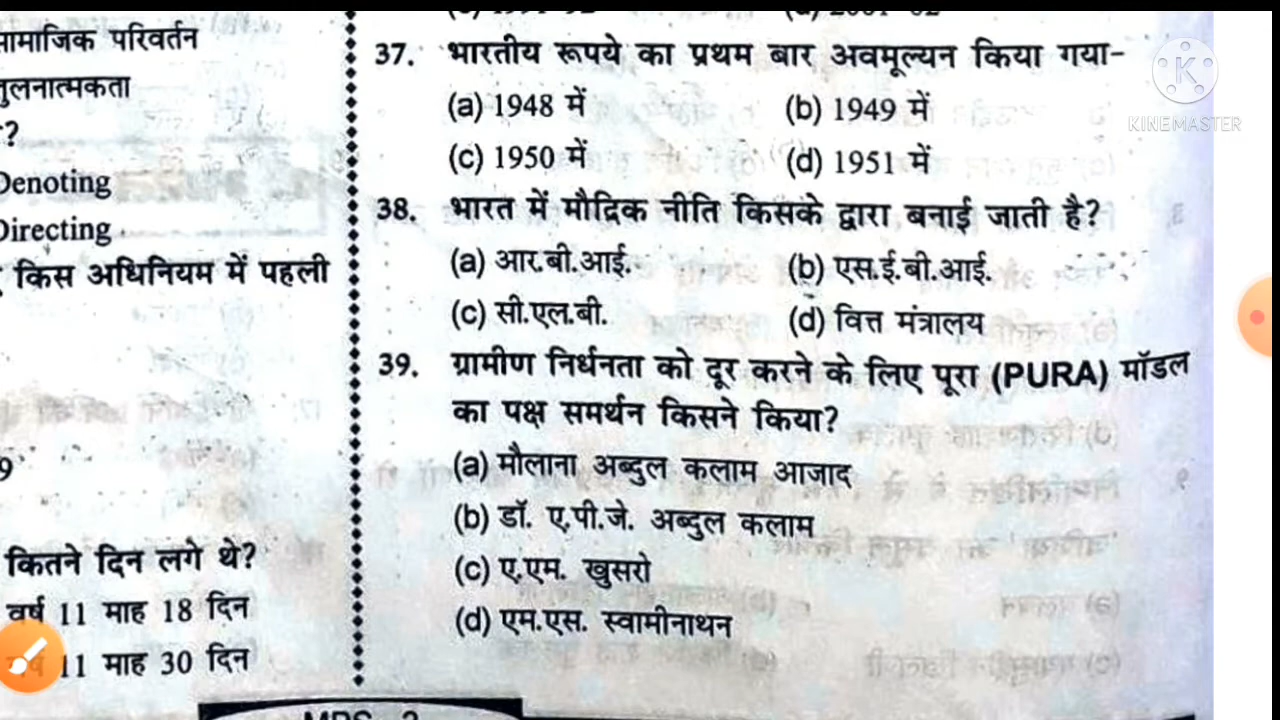 सामाजिक परिवर्तन
तुलनात्मकता
?
Denoting
Directing
किस अधिनियम में पहली
9
कितने दिन लगे थे?
वर्ष 11 माह 18 दिन
वर्ष 11 माह 30 दिन
37. भारतीय रूपये का प्रथम बार अवमूल्यन किया गया-
(a) 1948 में (b) 1949 में
(c) 1950 में (d) 1951 में
38. भारत में मौद्रिक नीति किसके द्वारा बनाई जाती है?
(a) आर.बी.आई. (b) एस.ई.बी.आई.
(c) सी.एल.बी. (d) वित्त मंत्रालय
39. ग्रामीण निर्धनता को दूर करने के लिए पूरा (PURA) मॉडल
का पक्ष समर्थन किसने किया?
(a) मौलाना अब्दुल कलाम आजाद
(b) डॉ. ए.पी.जे. अब्दुल कलाम
(c) ए.एम. खुसरो
(d) एम.एस. स्वामीनाथन
K
KINEMASTER